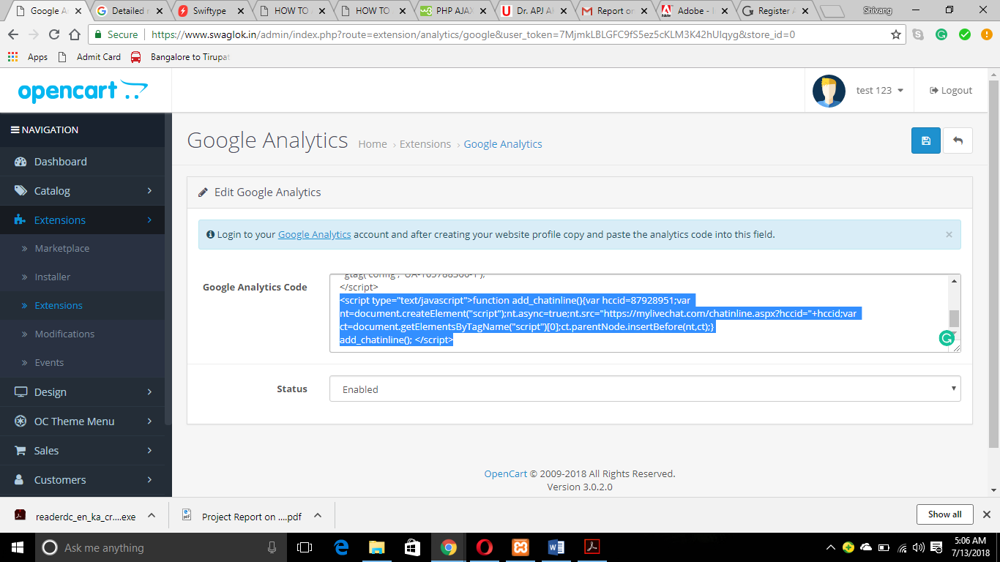 Google A
Detailed
Swiftype
HOW TO
HOW TO
PHP AJAX
Dr. APJ A
Report or
Adobe -
Register
Shivang
Secure
https://www.swaglok.in/admin/index.php?route=extension/analytics/google&user_token=7MjmkLBLGFC9fS5ez5cKLM3K42hUIqyg&store_id=0
Apps
Admit Card
Bangalore to Tirupat
opencart
test 123
Logout
NAVIGATION
Dashboard
Catalog
Extensions
Marketplace
Installer
Extensions
Modifications
Events
Design
OC Theme Menu
Sales
Customers
Google Analytics
Home › Extensions › Google Analytics
Edit Google Analytics
Login to your Google Analytics account and after creating your website profile copy and paste the analytics code into this field.
×
Google Analytics Code
gtag('config', 'UA-103788500-1');
</script>
<script type="text/javascript">function add_chatinline(){var hccid=87928951;var
nt=document.createElement("script");nt.async=true;nt.src="https://mylivechat.com/chatinline.aspx?hccid="+hccid;var
ct=document.getElementsByTagName("script")[0];ct.parentNode.insertBefore(nt,ct);}
add_chatinline(); </script>
Status
Enabled
OpenCart © 2009-2018 All Rights Reserved.
Version 3.0.2.0
readerdc_en_ka_cr....exe
Project Report on ....pdf
Show all
Ask me anything
5:06 AM
7/13/2018